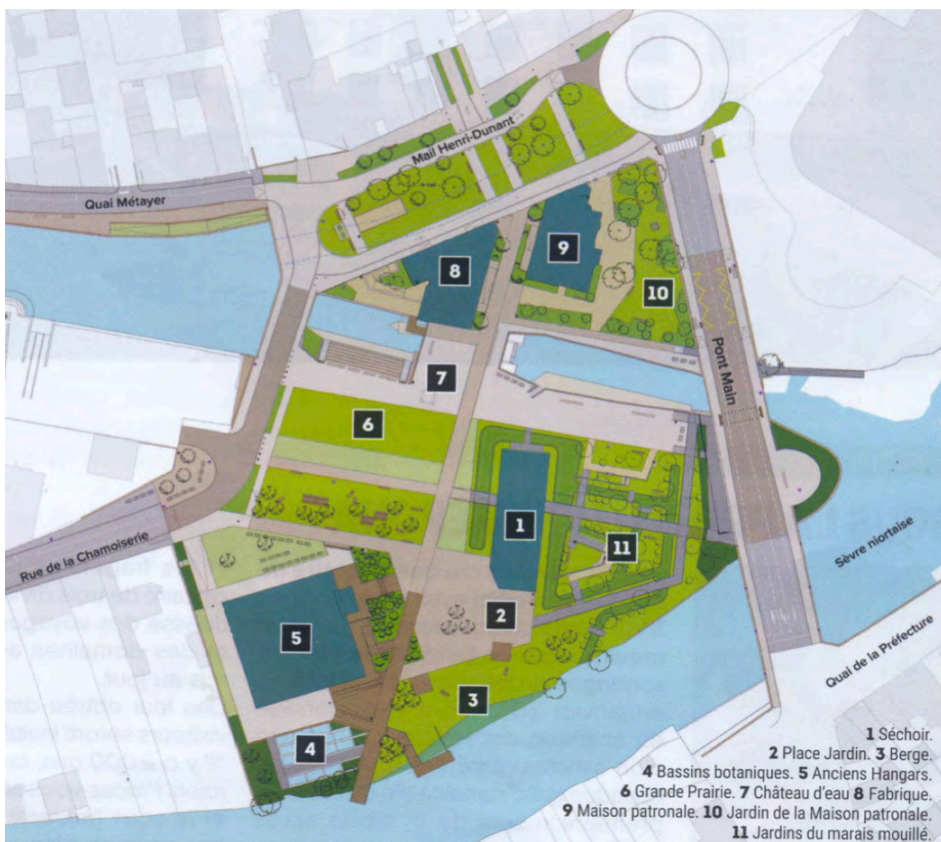 Mail Henri-Dunant
Quai Métayer
9
8
10
Pont Main
7
6
1
Rue de la Chamoiserie
11
Sèvre niortaise
5
2
Quai de la Préfecture
3
4
1 Séchoir.
2 Place Jardin. 3 Berge.
4 Bassins botaniques. 5 Anciens Hangars.
6 Grande Prairie. 7 Château d'eau 8 Fabrique.
9 Maison patronale. 10 Jardin de la Maison patronale.
11 Jardins du marais mouillé.